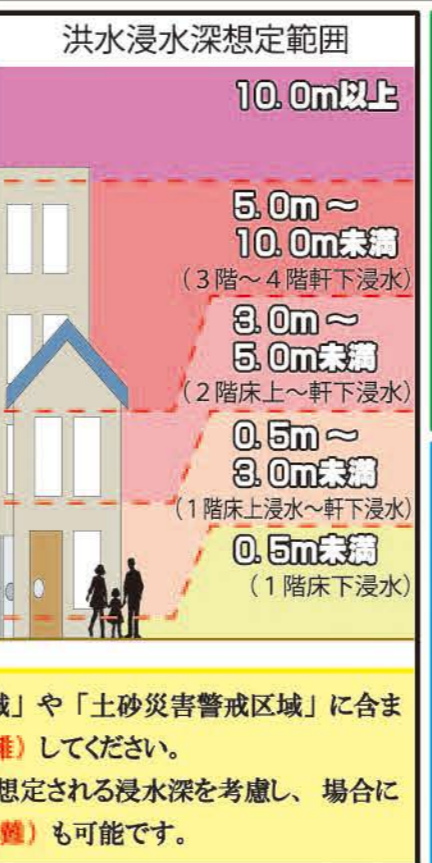 洪水浸水深想定範囲
10.0m以上
5.0m～
10.0m未満
（3階～4階軒下浸水）
3.0m～
5.0m未満
（2階床上～軒下浸水）
0.5m～
3.0m未満
（1階床上浸水～軒下浸水）
0.5m未満
（1階床下浸水）
域」や「土砂災害警戒区域」に含ま
難）してください。
想定される浸水深を考慮し、場合に
難）も可能です。